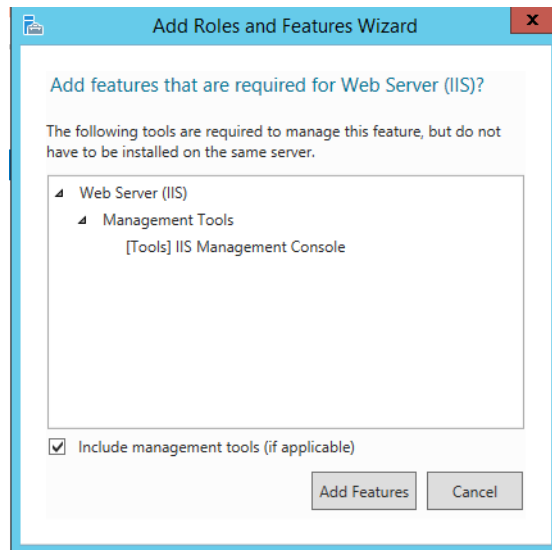 Add Roles and Features Wizard
x
Add features that are required for Web Server (IIS)?
The following tools are required to manage this feature, but do not
have to be installed on the same server.
Web Server (IIS)
Management Tools
[Tools] IIS Management Console
Include management tools (if applicable)
Add Features
Cancel